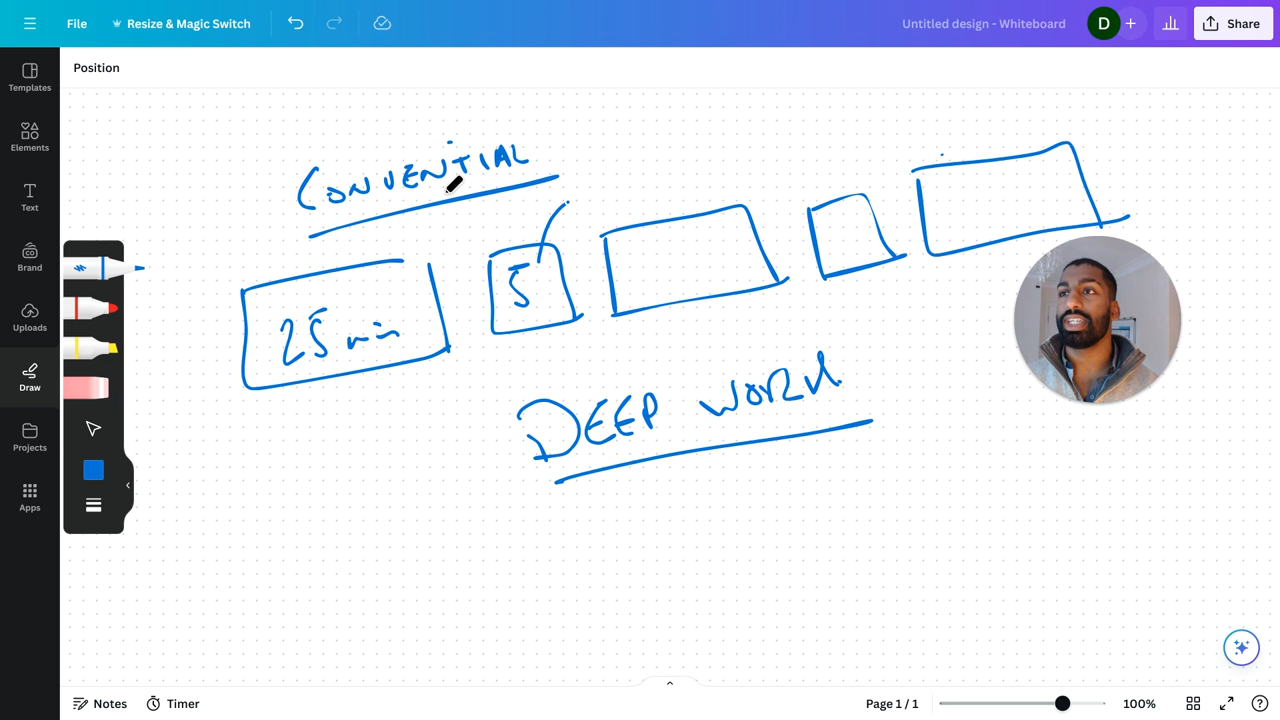 File
Resize & Magic Switch
Untitled design - Whiteboard
D
Share
Position
Templates
Elements
Text
Brand
Uploads
Draw
Projects
Apps
CONVENTIAL
25 min
5
DEEP WORK
Notes
Timer
Page 1 / 1
100%